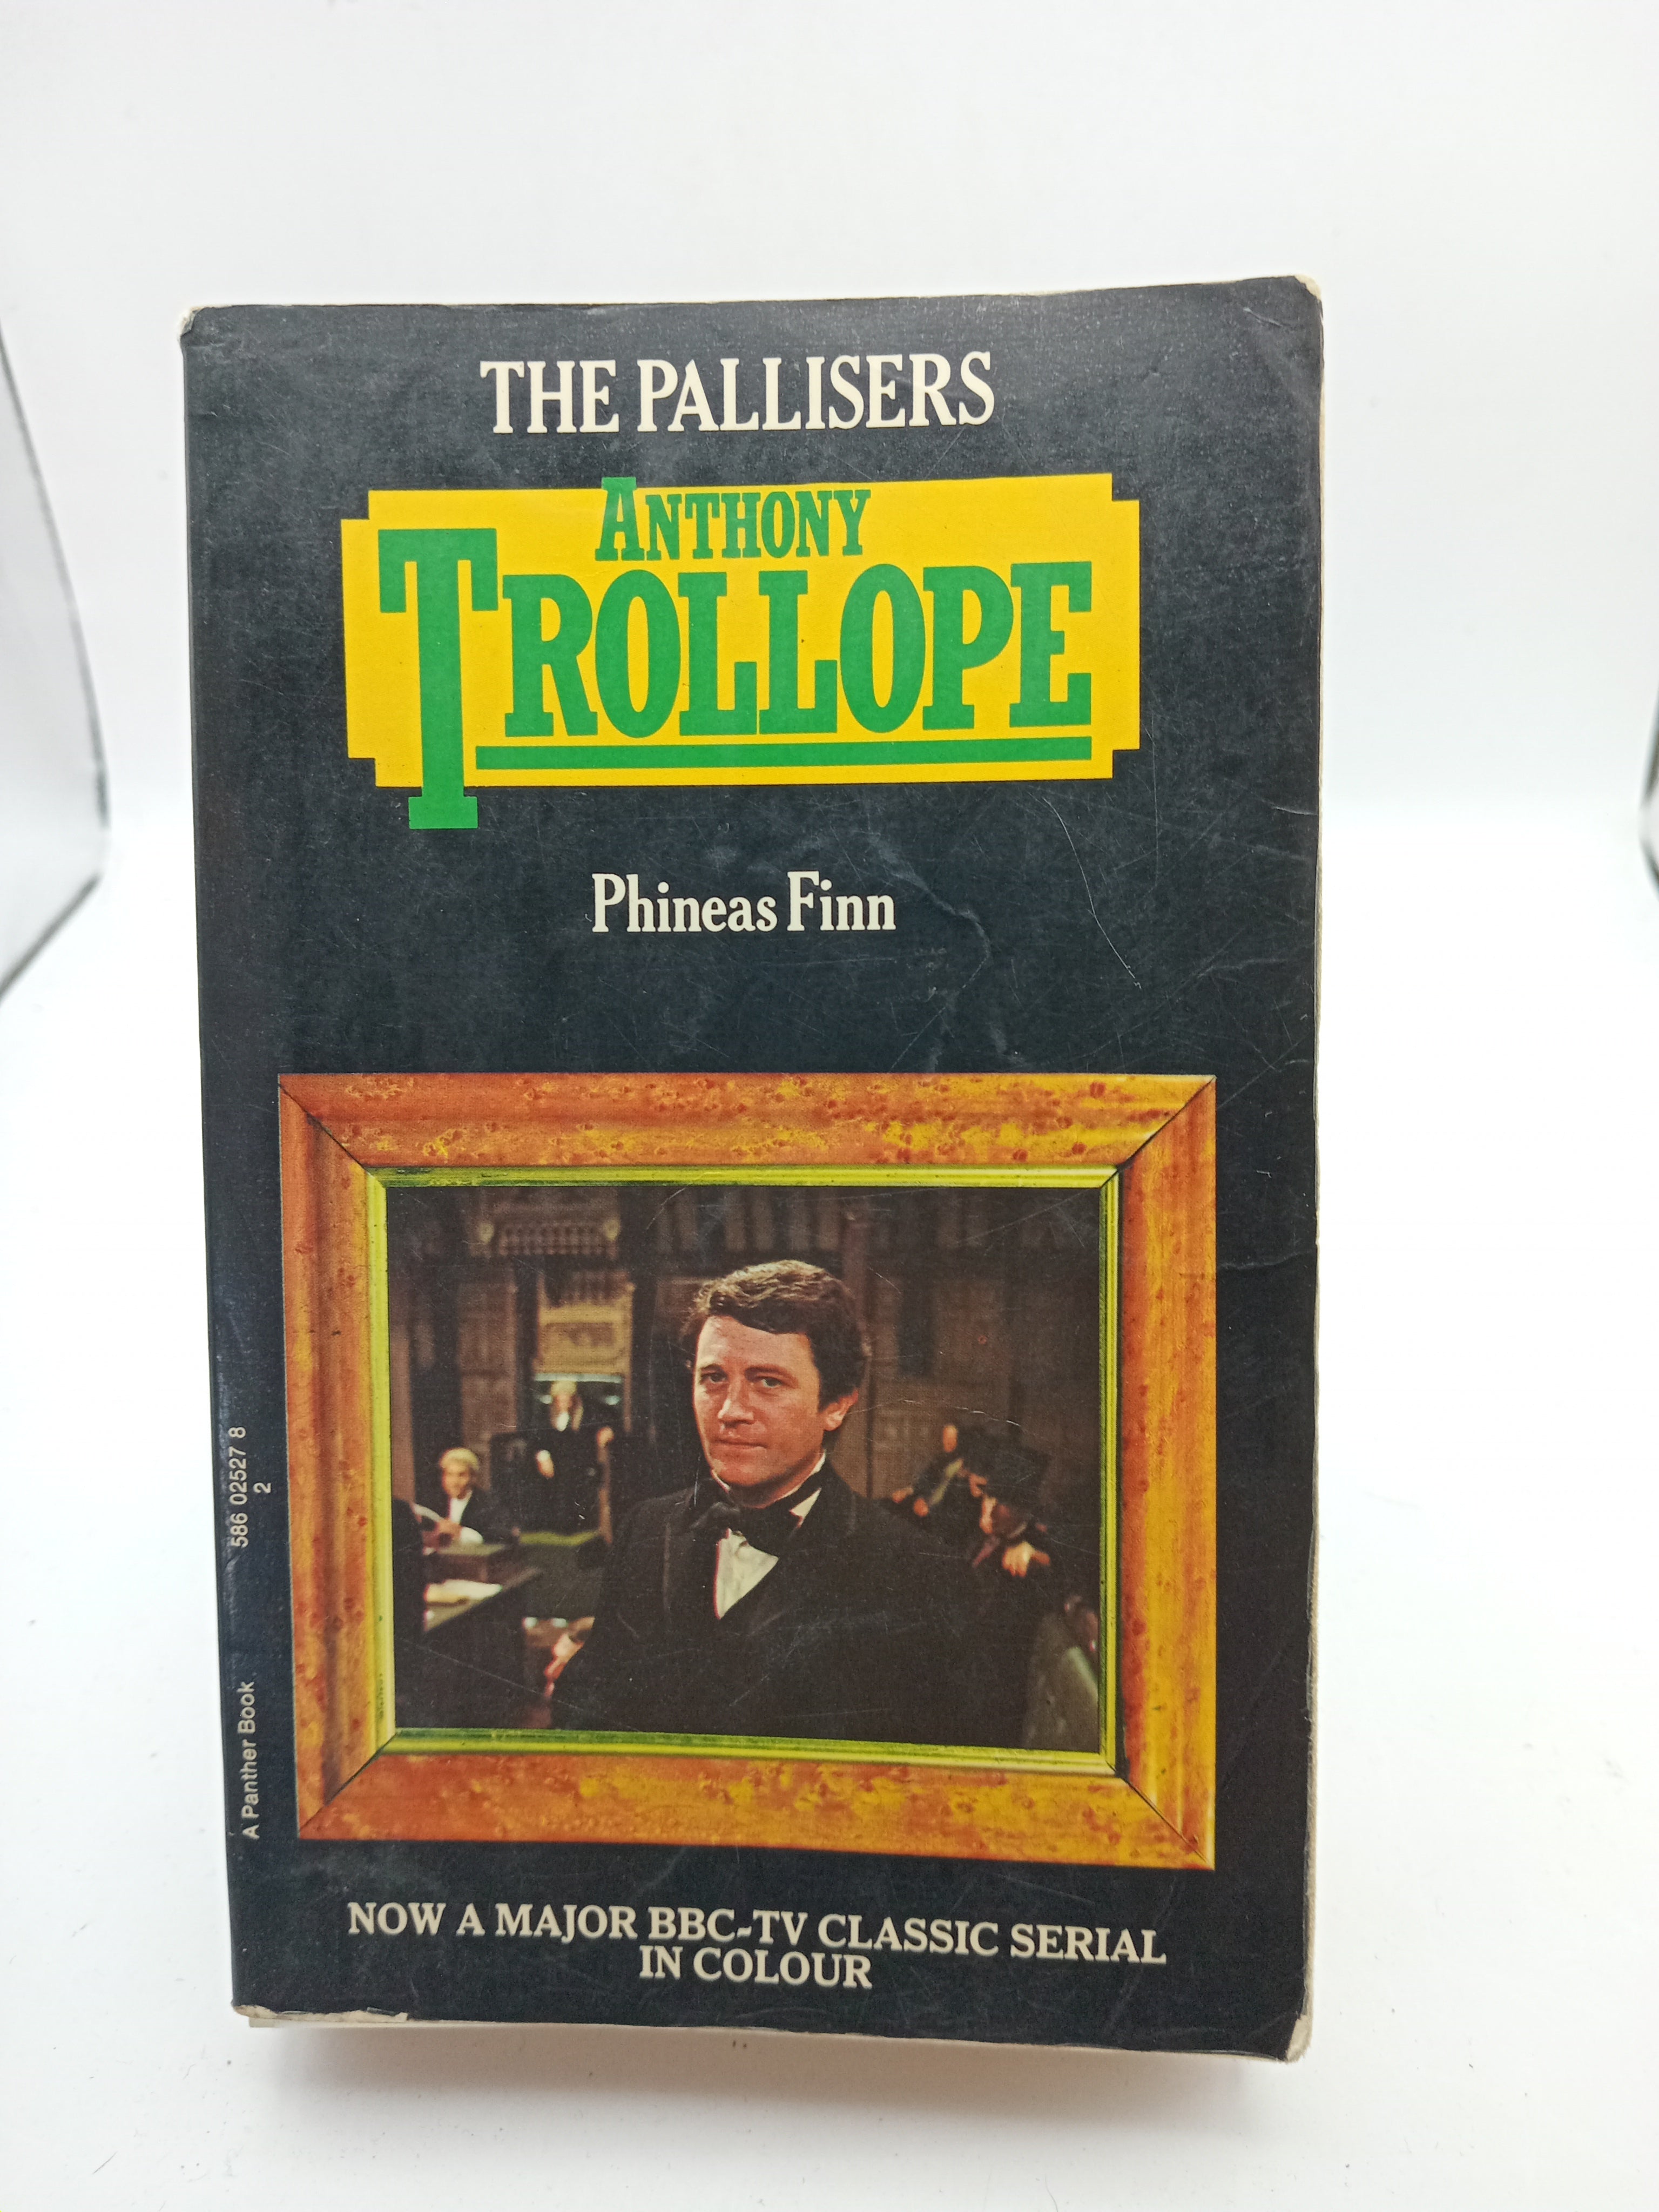 THE PALLISERS
ANTHONY
TROLLOPE
Phineas Finn
586 02527 8
2
A Panther Book
NOW A MAJOR BBC-TV CLASSIC SERIAL
IN COLOUR